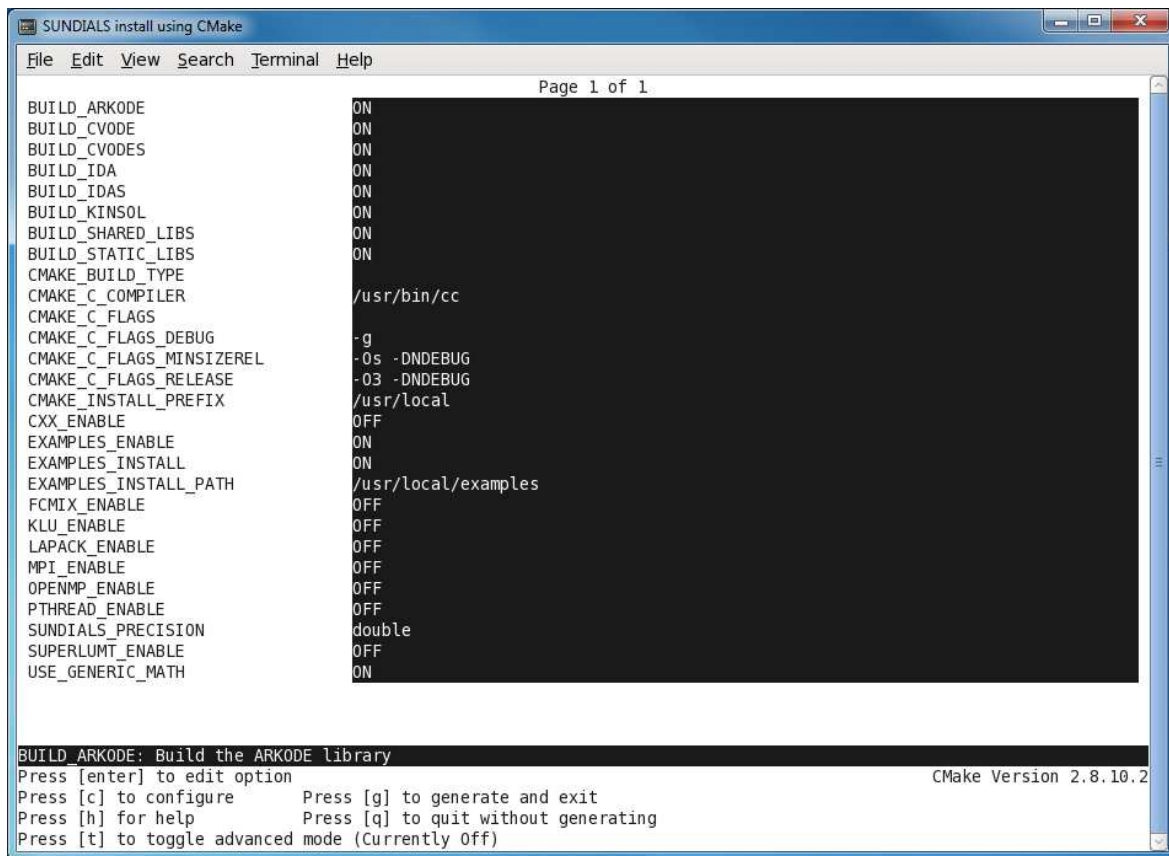 SUNDIALS install using CMake
File Edit View Search Terminal Help
Page 1 of 1
BUILD_ARKODE ON
BUILD_CVODE ON
BUILD_CVODES ON
BUILD_IDA ON
BUILD_IDAS ON
BUILD_KINSOL ON
BUILD_SHARED_LIBS ON
BUILD_STATIC_LIBS ON
CMAKE_BUILD_TYPE
CMAKE_C_COMPILER /usr/bin/cc
CMAKE_C_FLAGS
CMAKE_C_FLAGS_DEBUG -g
CMAKE_C_FLAGS_MINSIZEREL -Os -DNDEBUG
CMAKE_C_FLAGS_RELEASE -O3 -DNDEBUG
CMAKE_INSTALL_PREFIX /usr/local
CXX_ENABLE OFF
EXAMPLES_ENABLE ON
EXAMPLES_INSTALL ON
EXAMPLES_INSTALL_PATH /usr/local/examples
FCMIX_ENABLE OFF
KLU_ENABLE OFF
LAPACK_ENABLE OFF
MPI_ENABLE OFF
OPENMP_ENABLE OFF
PTHREAD_ENABLE OFF
SUNDIALS_PRECISION double
SUPERLUMT_ENABLE OFF
USE_GENERIC_MATH ON
BUILD_ARKODE: Build the ARKODE library
Press [enter] to edit option CMake Version 2.8.10.2
Press [c] to configure Press [g] to generate and exit
Press [h] for help Press [q] to quit without generating
Press [t] to toggle advanced mode (Currently Off)